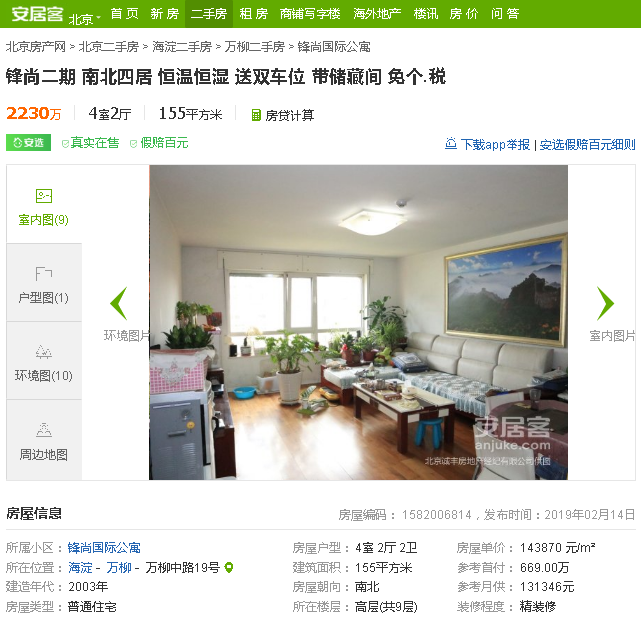 安居客 北京 首 页 新 房 二手房 租 房 商铺写字楼 海外地产 楼讯 房 价 问 答
北京房产网 > 北京二手房 > 海淀二手房 > 万柳二手房 > 锋尚国际公寓
锋尚二期 南北四居 恒温恒湿 送双车位 带储藏间 免个.税
2230万 4室2厅 155平方米 房贷计算
安选 真实在售 假赔百元 下载app举报 | 安选假赔百元细则
室内图(9)
户型图(1)
环境图(10)
周边地图
环境图片
室内图片
安居客
anjuke.com
北京诚丰房地产经纪有限公司供图
房屋信息 房屋编码： 1582006814，发布时间：2019年02月14日
所属小区： 锋尚国际公寓 房屋户型： 4室 2厅 2卫 房屋单价： 143870 元/m²
所在位置： 海淀－ 万柳－ 万柳中路19号 建筑面积： 155平方米 参考首付： 669.00万
建造年代： 2003年 房屋朝向： 南北 参考月供： 131346元
房屋类型： 普通住宅 所在楼层： 高层(共9层) 装修程度： 精装修